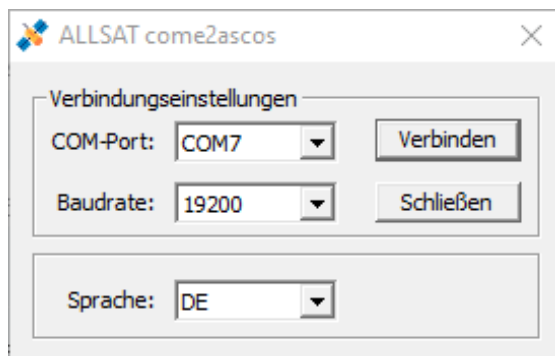 ALLSAT come2ascos
Verbindungseinstellungen
COM-Port: COM7 Verbinden
Baudrate: 19200 Schließen
Sprache: DE